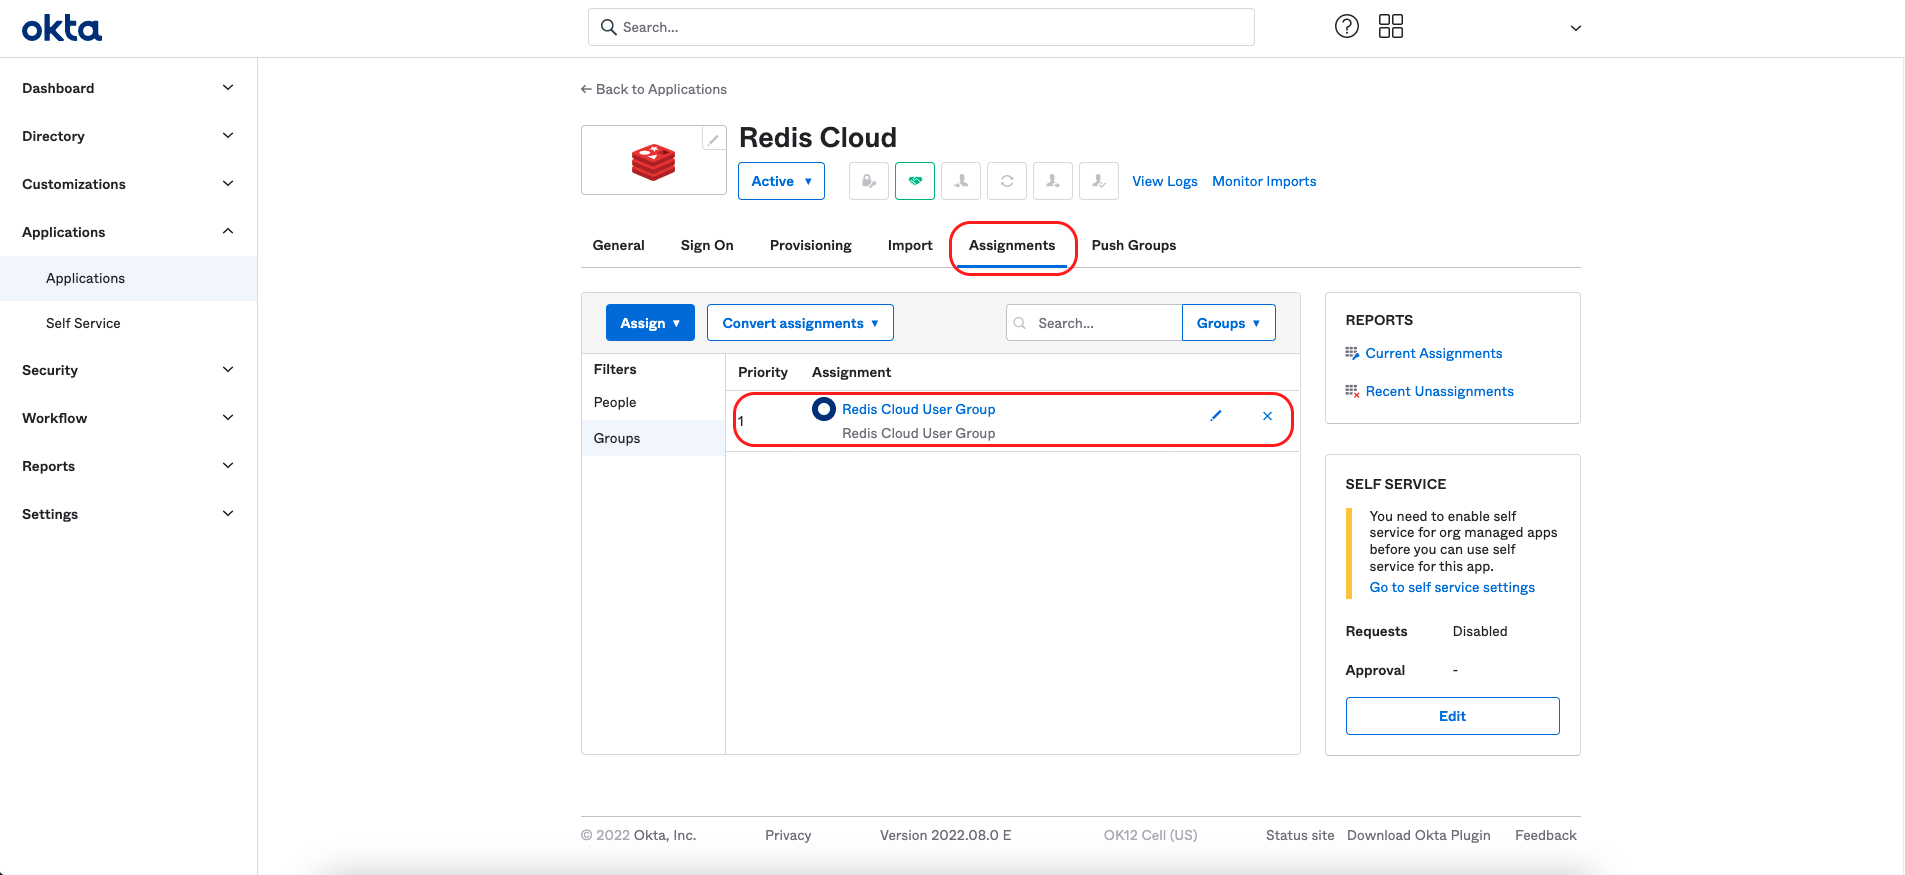 okta
Search...
Dashboard
Directory
Customizations
Applications
Applications
Self Service
Security
Workflow
Reports
Settings
← Back to Applications
Redis Cloud
Active ▼ View Logs Monitor Imports
General Sign On Provisioning Import Assignments Push Groups
Assign ▼ Convert assignments ▼ Search... Groups ▼
Filters
People
Groups
Priority Assignment
1 Redis Cloud User Group
Redis Cloud User Group
REPORTS
Current Assignments
Recent Unassignments
SELF SERVICE
You need to enable self
service for org managed apps
before you can use self
service for this app.
Go to self service settings
Requests Disabled
Approval -
Edit
© 2022 Okta, Inc. Privacy Version 2022.08.0 E OK12 Cell (US) Status site Download Okta Plugin Feedback